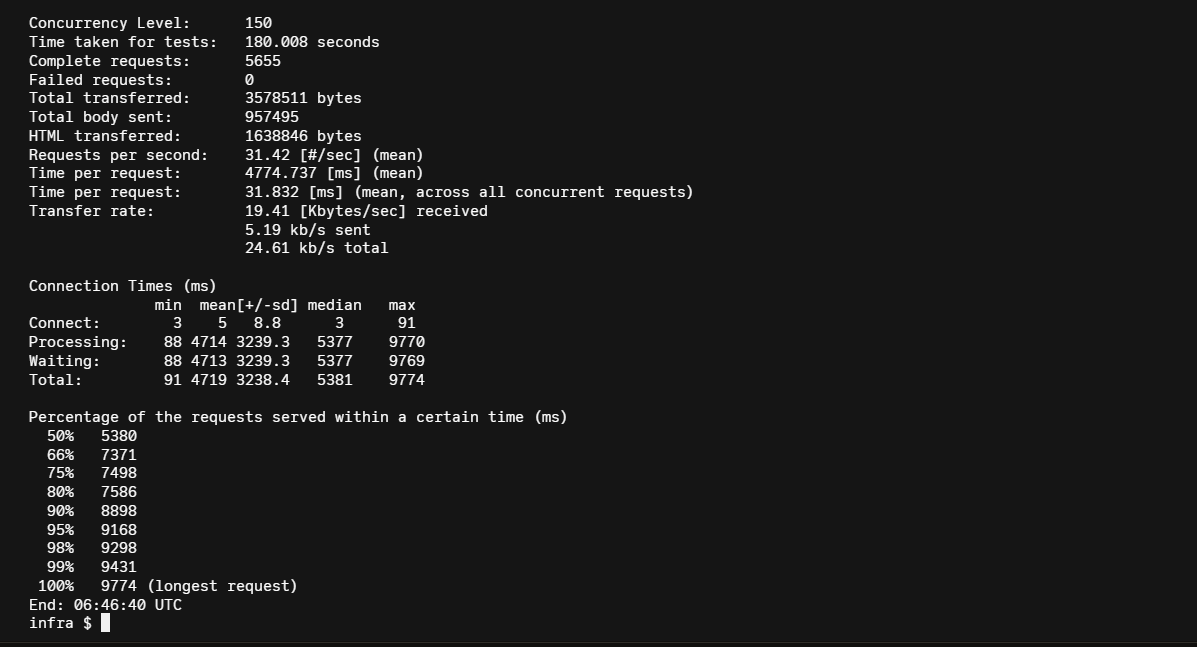 Concurrency Level:      150
Time taken for tests:   180.008 seconds
Complete requests:      5655
Failed requests:        0
Total transferred:      3578511 bytes
Total body sent:        957495
HTML transferred:       1638846 bytes
Requests per second:    31.42 [#/sec] (mean)
Time per request:       4774.737 [ms] (mean)
Time per request:       31.832 [ms] (mean, across all concurrent requests)
Transfer rate:          19.41 [Kbytes/sec] received
                        5.19 kb/s sent
                        24.61 kb/s total

Connection Times (ms)
              min  mean[+/-sd] median   max
Connect:        3    5   8.8      3      91
Processing:    88 4714 3239.3   5377    9770
Waiting:       88 4713 3239.3   5377    9769
Total:         91 4719 3238.4   5381    9774

Percentage of the requests served within a certain time (ms)
  50%   5380
  66%   7371
  75%   7498
  80%   7586
  90%   8898
  95%   9168
  98%   9298
  99%   9431
 100%   9774 (longest request)
End: 06:46:40 UTC
infra $